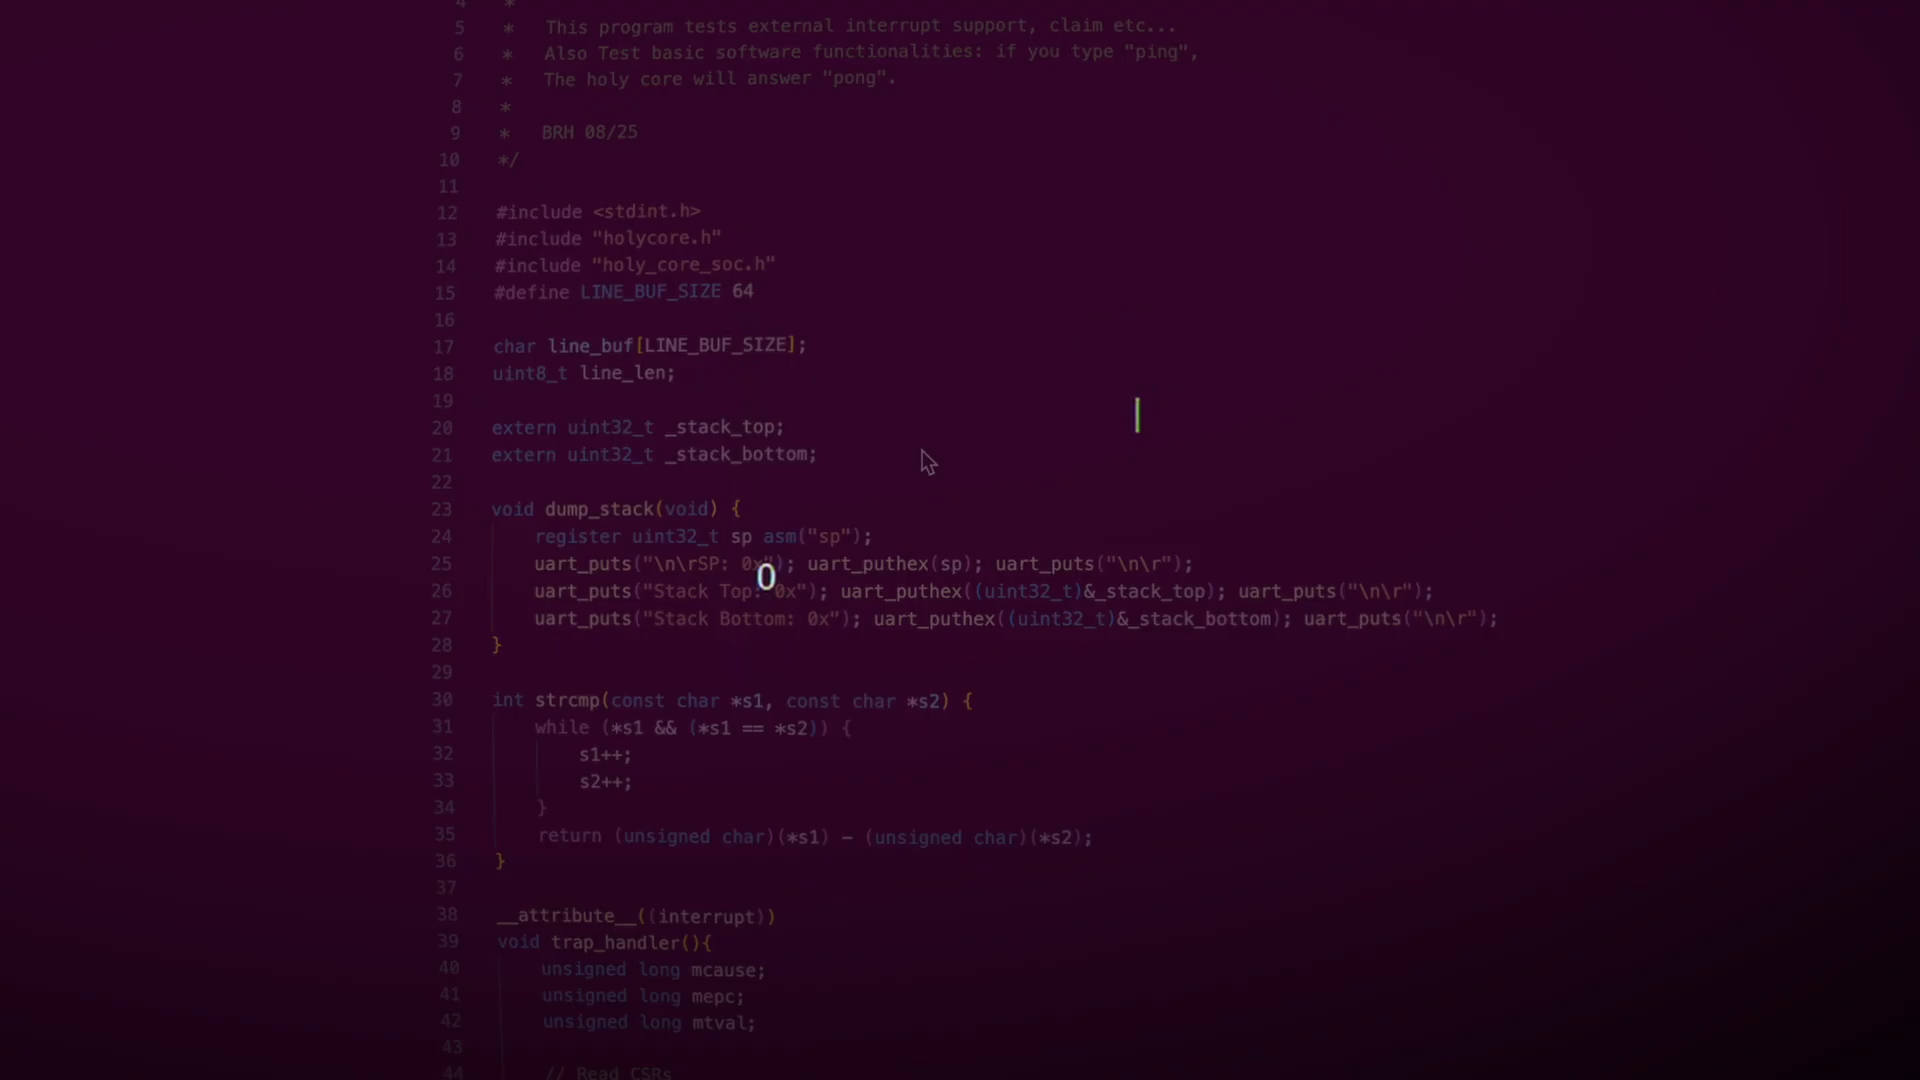 4 *
5 * This program tests external interrupt support, claim etc...
6 * Also Test basic software functionalities: if you type "ping",
7 * The holy core will answer "pong".
8 *
9 * BRH 08/25
10 */
11
12 #include <stdint.h>
13 #include "holycore.h"
14 #include "holy_core_soc.h"
15 #define LINE_BUF_SIZE 64
16
17 char line_buf[LINE_BUF_SIZE];
18 uint8_t line_len;
19
20 extern uint32_t _stack_top;
21 extern uint32_t _stack_bottom;
22
23 void dump_stack(void) {
24 register uint32_t sp asm("sp");
25 uart_puts("\n\rSP: 0x"); uart_puthex(sp); uart_puts("\n\r");
0
26 uart_puts("Stack Top: 0x"); uart_puthex((uint32_t)&_stack_top); uart_puts("\n\r");
27 uart_puts("Stack Bottom: 0x"); uart_puthex((uint32_t)&_stack_bottom); uart_puts("\n\r");
28 }
29
30 int strcmp(const char *s1, const char *s2) {
31 while (*s1 && (*s1 == *s2)) {
32 s1++;
33 s2++;
34 }
35 return (unsigned char)(*s1) - (unsigned char)(*s2);
36 }
37
38 __attribute__((interrupt))
39 void trap_handler(){
40 unsigned long mcause;
41 unsigned long mepc;
42 unsigned long mtval;
43
44 // Read CSRs